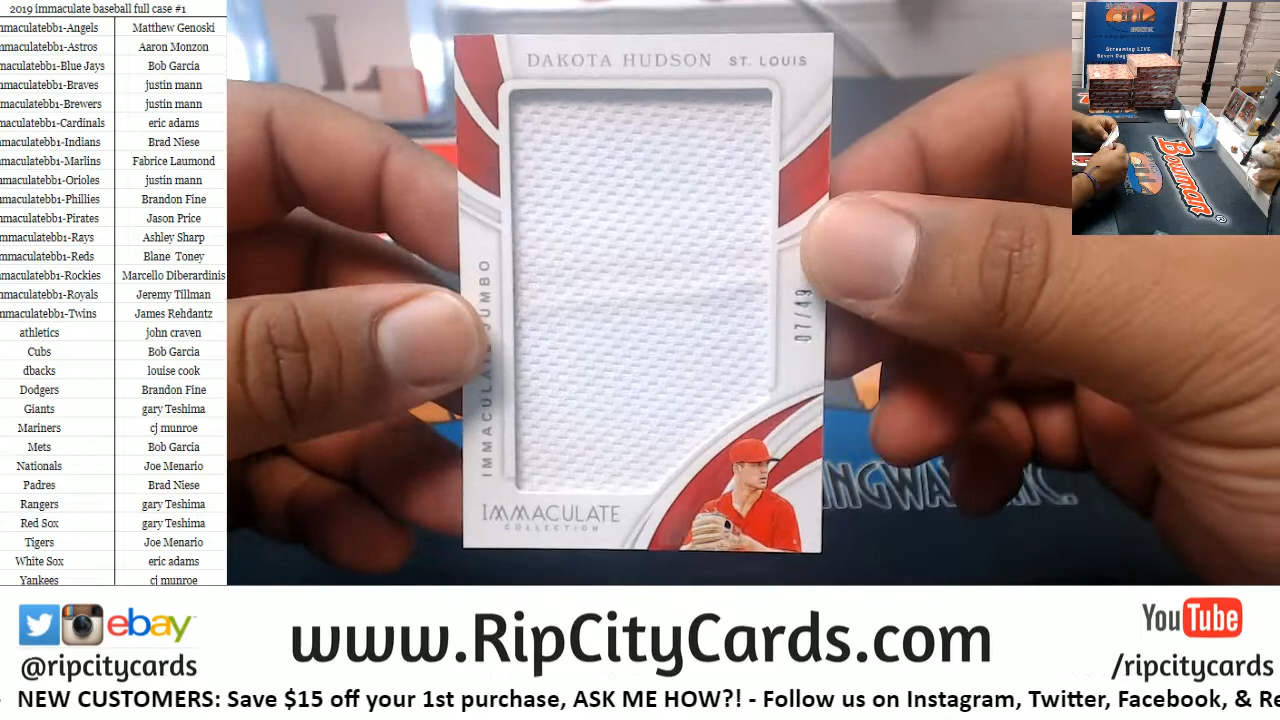 2019 immaculate baseball full case #1
mmaculatebb1-Angels Matthew Genoski
mmaculatebb1-Astros Aaron Monzon
maculatebb1-Blue Jays Bob Garcia
mmaculatebb1-Braves justin mann
mmaculatebb1-Brewers justin mann
maculatebb1-Cardinals eric adams
mmaculatebb1-Indians Brad Niese
mmaculatebb1-Marlins Fabrice Laumond
mmaculatebb1-Orioles justin mann
mmaculatebb1-Phillies Brandon Fine
mmaculatebb1-Pirates Jason Price
mmaculatebb1-Rays Ashley Sharp
mmaculatebb1-Reds Blane Toney
mmaculatebb1-Rockies Marcello Diberardinis
mmaculatebb1-Royals Jeremy Tillman
mmaculatebb1-Twins James Rehdantz
athletics john craven
Cubs Bob Garcia
dbacks louise cook
Dodgers Brandon Fine
Giants gary Teshima
Mariners cj munroe
Mets Bob Garcia
Nationals Joe Menario
Padres Brad Niese
Rangers gary Teshima
Red Sox gary Teshima
Tigers Joe Menario
White Sox eric adams
Yankees cj munroe
DAKOTA HUDSON ST. LOUIS
IMMACULATE JUMBO
07/49
IMMACULATE
COLLECTION
Streaming LIVE
Bowman
ebay
@ripcitycards
www.RipCityCards.com
YouTube
/ripcitycards
NEW CUSTOMERS: Save $15 off your 1st purchase, ASK ME HOW?! - Follow us on Instagram, Twitter, Facebook, & Re